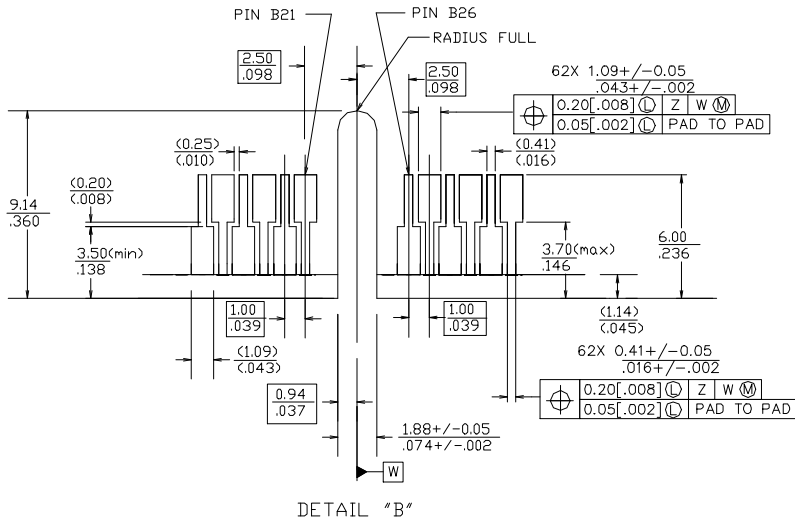 PIN B21
PIN B26
RADIUS FULL
2.50
.098
2.50
.098
62X 1.09+/-0.05
.043+/-.002
0.20[.008] Ⓛ Z W Ⓜ
0.05[.002] Ⓛ PAD TO PAD
(0.25)
(.010)
(0.41)
(.016)
(0.20)
(.008)
9.14
.360
3.50(min)
.138
3.70(max)
.146
6.00
.236
1.00
.039
1.00
.039
(1.14)
(.045)
(1.09)
(.043)
62X 0.41+/-0.05
.016+/-.002
0.20[.008] Ⓛ Z W Ⓜ
0.05[.002] Ⓛ PAD TO PAD
0.94
.037
1.88+/-0.05
.074+/-.002
W
DETAIL "B"